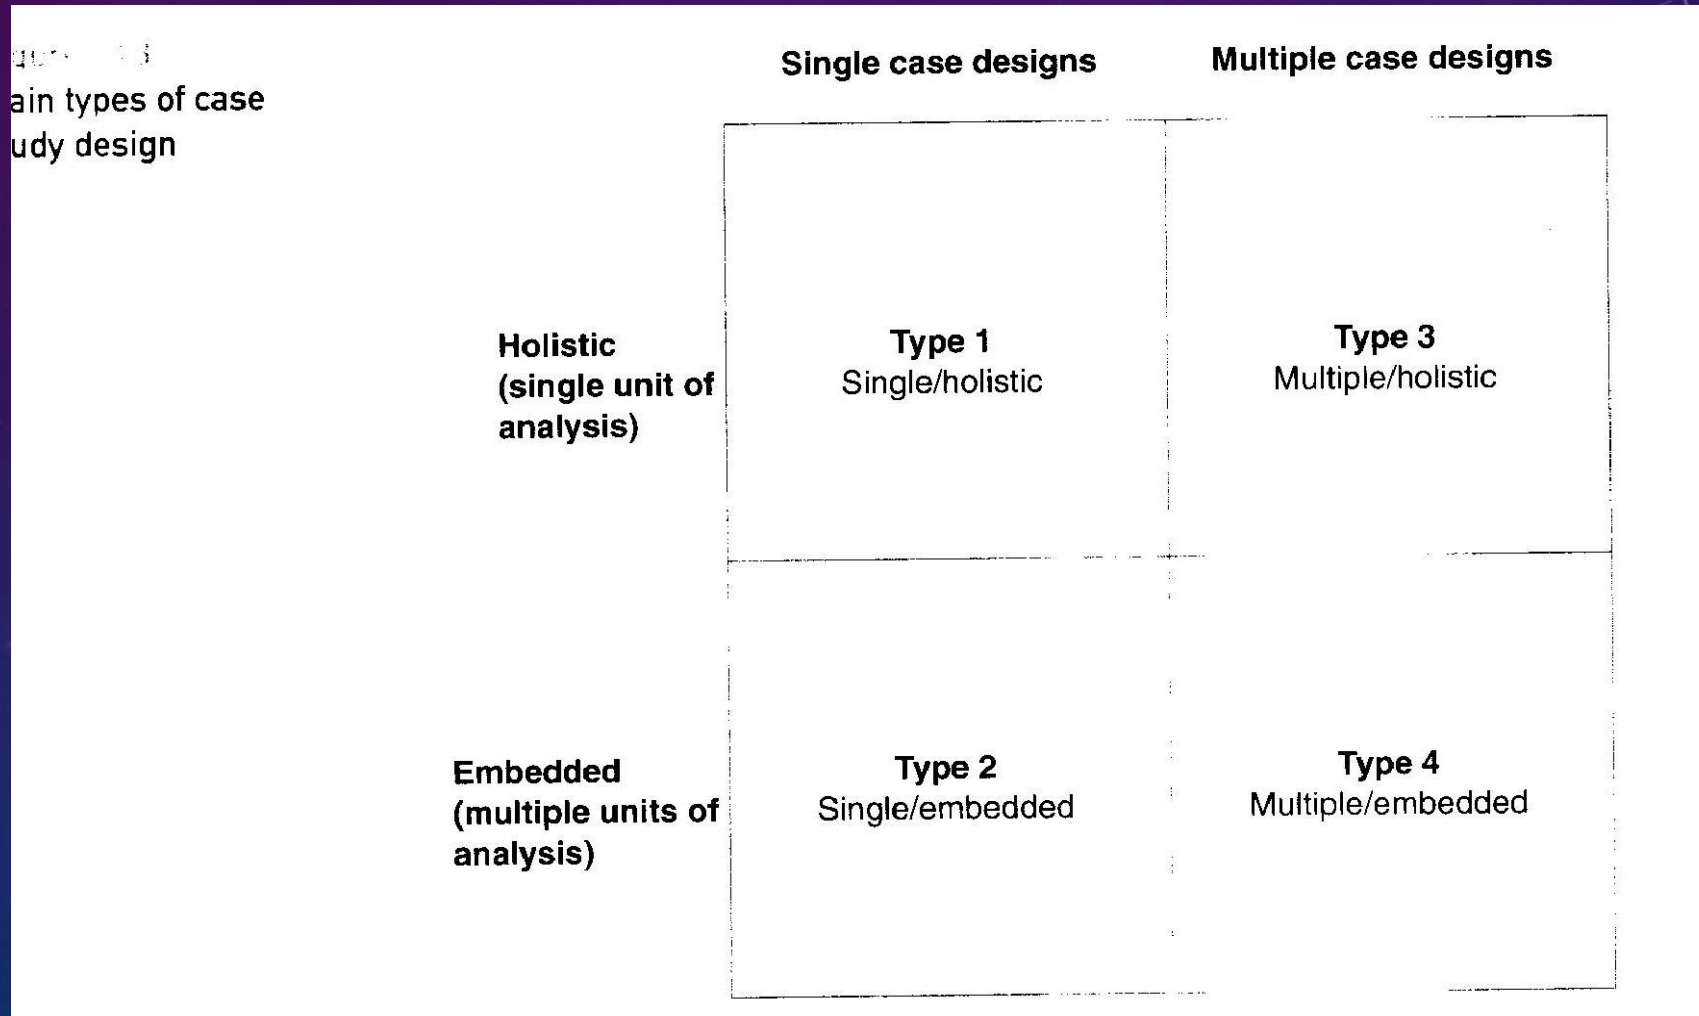 ain types of case
udy design
Single case designs
Multiple case designs
Holistic
(single unit of
analysis)
Type 1
Single/holistic
Type 3
Multiple/holistic
Embedded
(multiple units of
analysis)
Type 2
Single/embedded
Type 4
Multiple/embedded